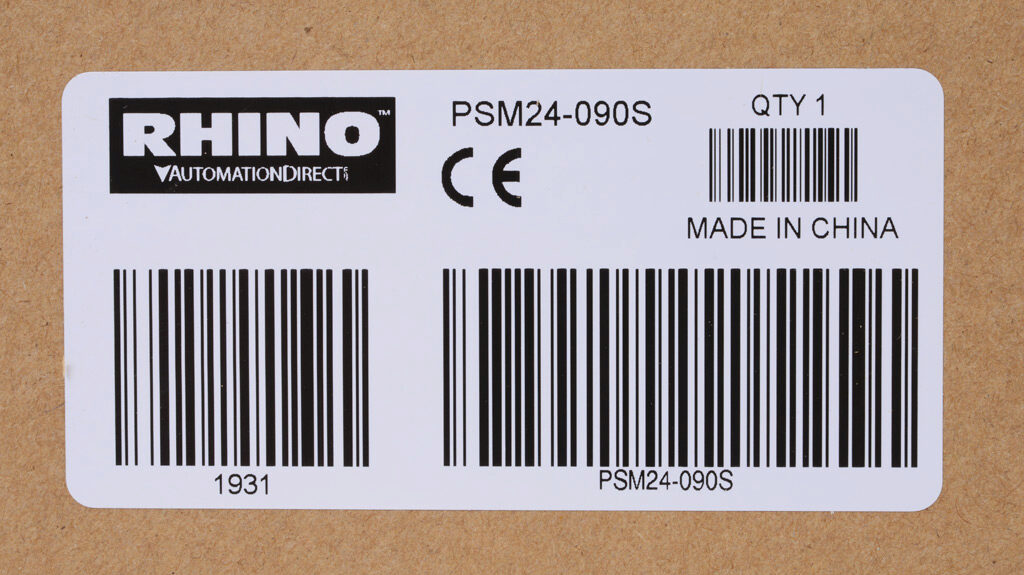 RHINO™
AUTOMATIONDIRECT
PSM24-090S
CE
QTY 1
MADE IN CHINA
1931
PSM24-090S